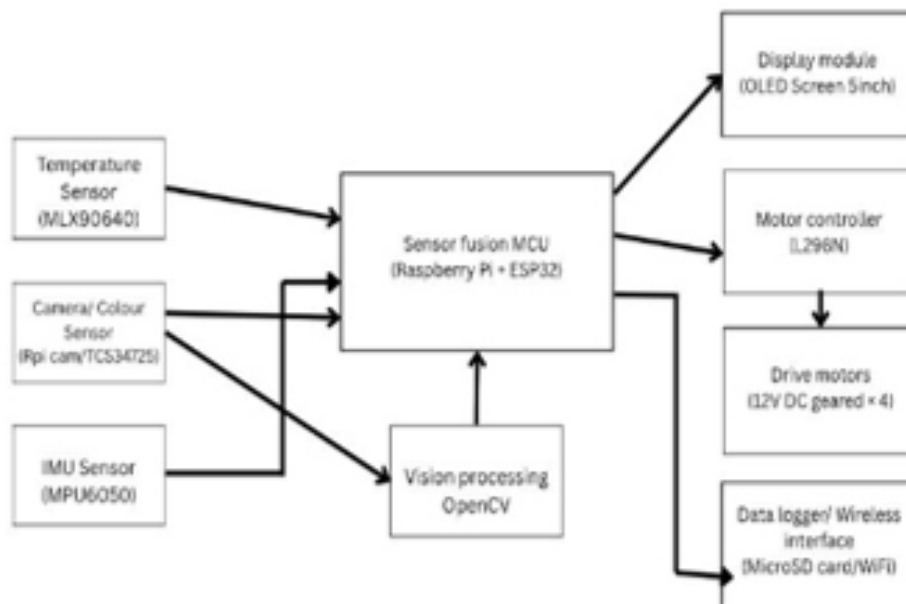 Temperature
Sensor
(MLX90640)
Camera/ Colour
Sensor
(Rpi cam/TCS34725
IMU Sensor
(MPU6050)
Sensor fusion MCU
(Raspberry Pi + ESP32)
Vision processing
OpenCV
Display module
(OLED Screen 5inch)
Motor controller
(L298N)
Drive motors
(12V DC geared × 4)
Data logger/ Wireless
interface
(MicroSD card/WiFi)